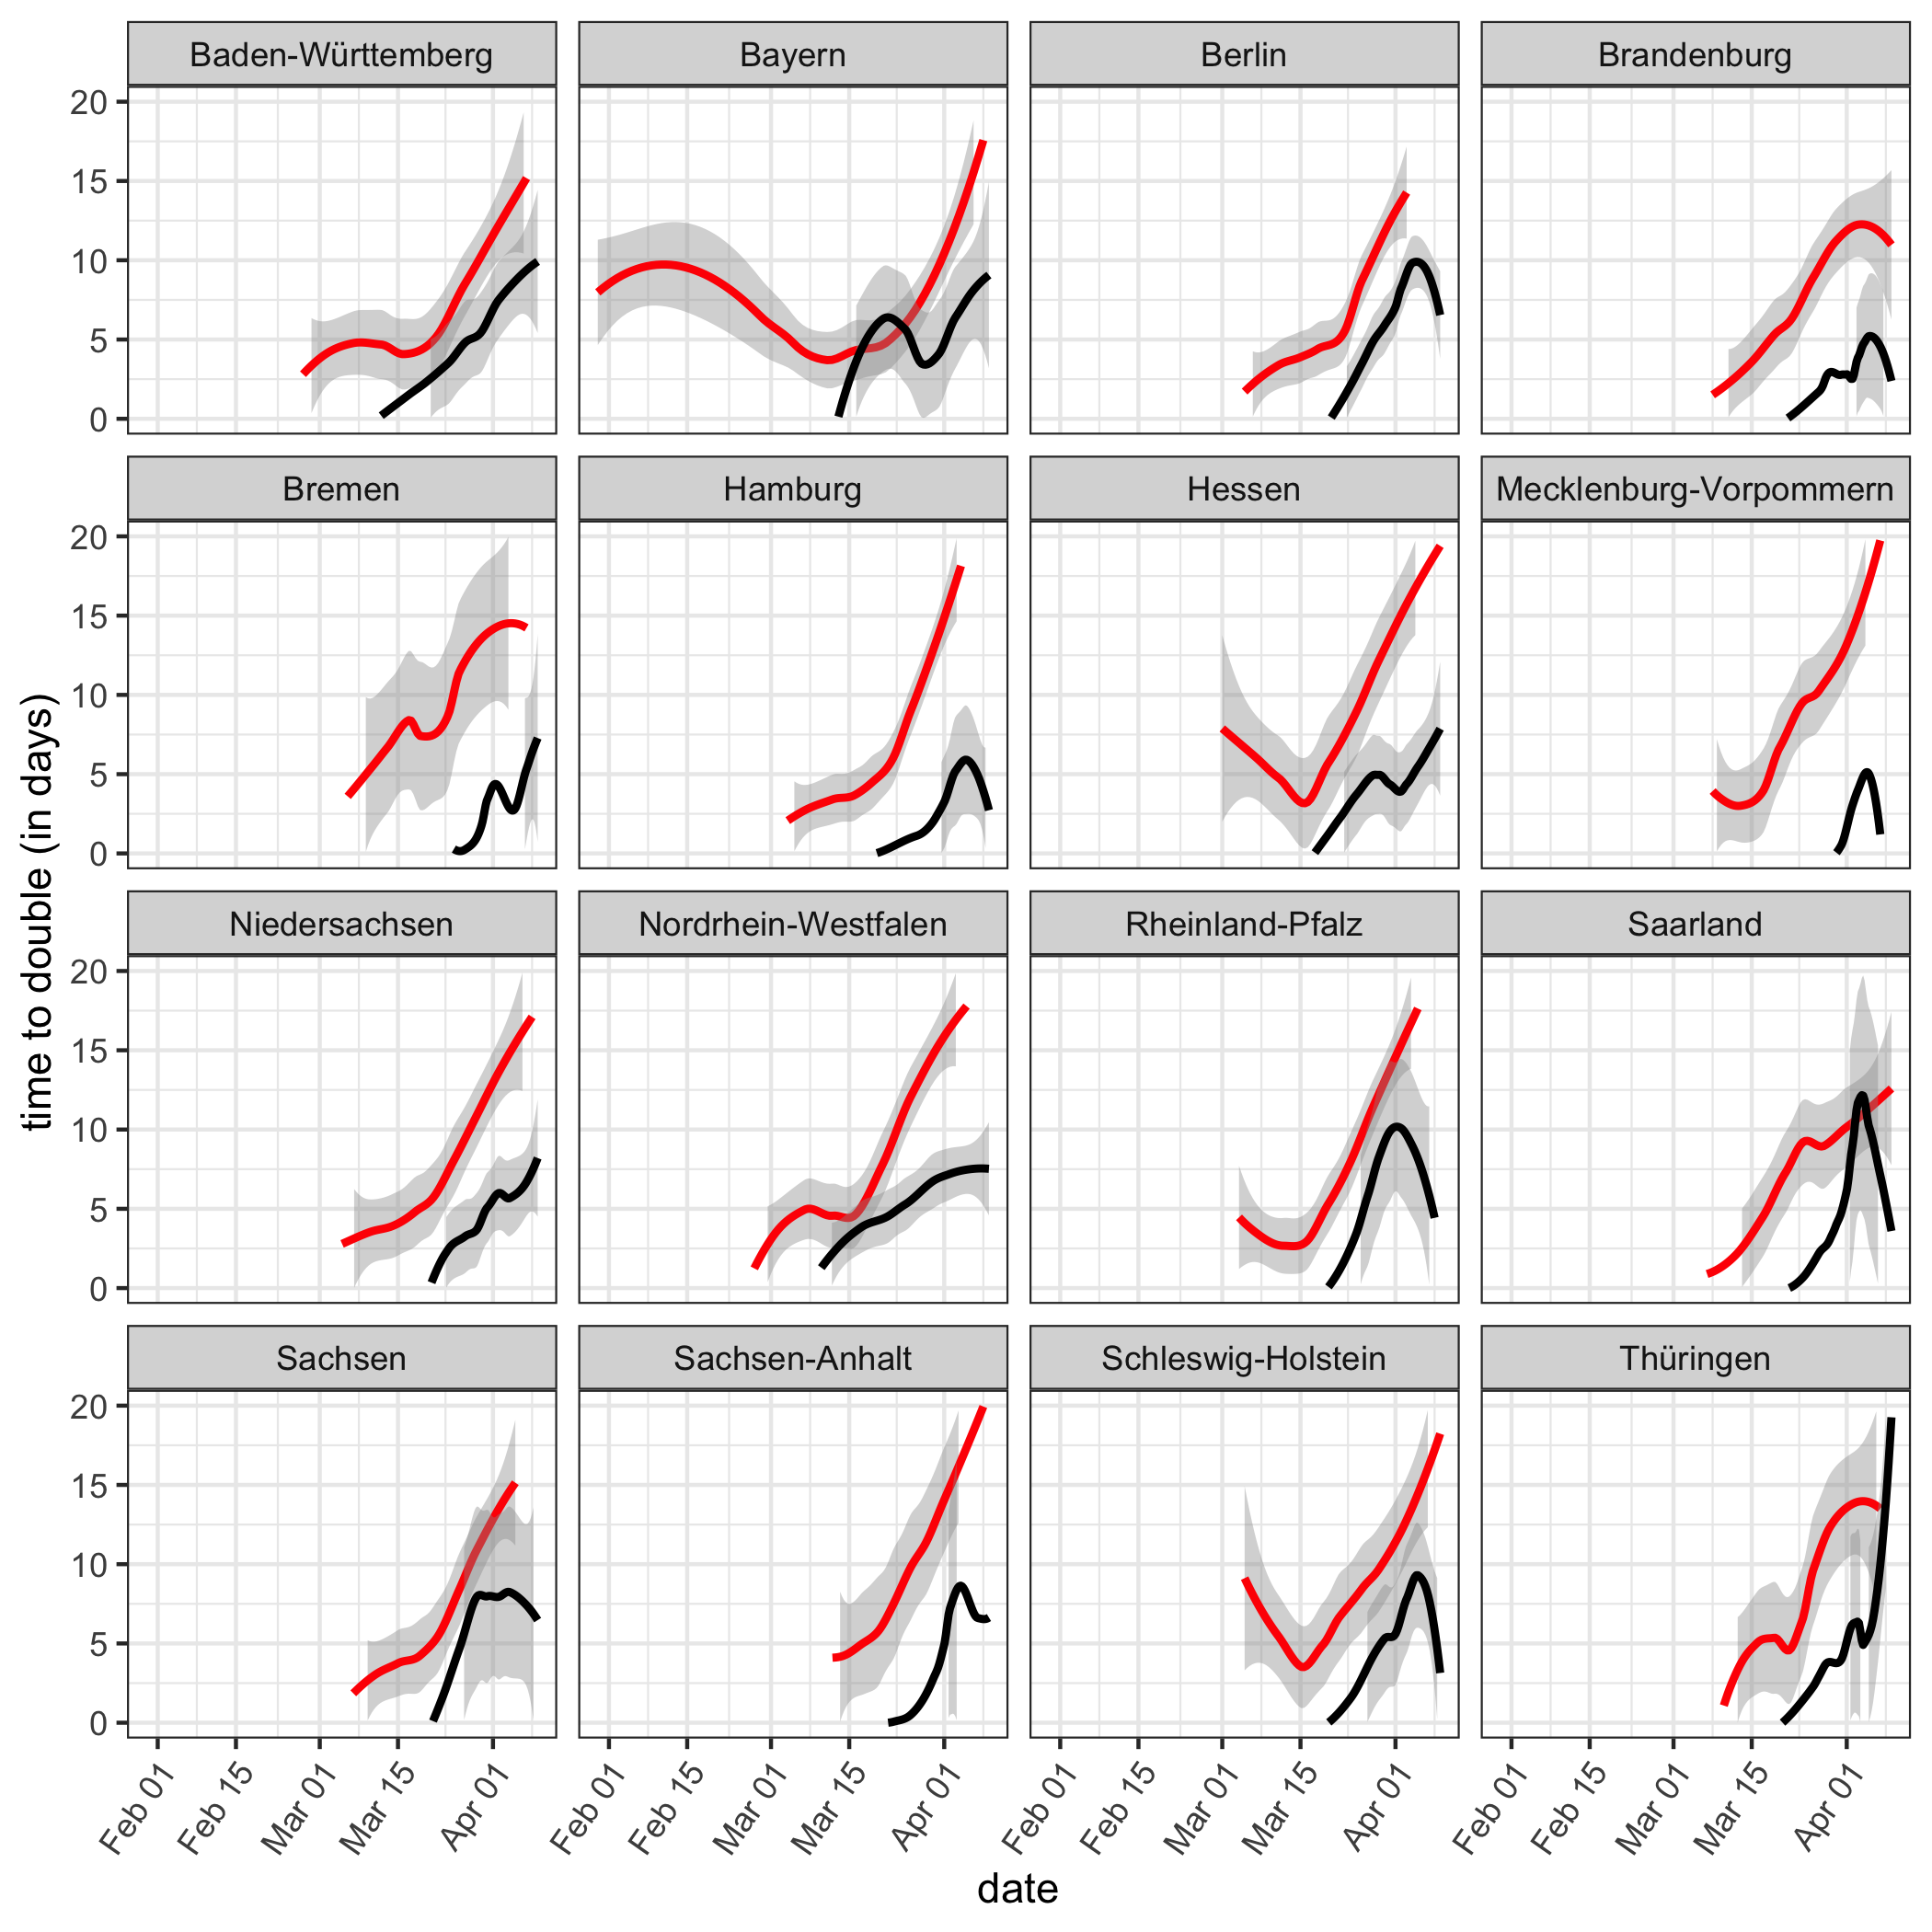 Baden-Württemberg Bayern Berlin Brandenburg
20
15
10
5
0
Bremen Hamburg Hessen Mecklenburg-Vorpommern
20
15
10
5
0
Niedersachsen Nordrhein-Westfalen Rheinland-Pfalz Saarland
20
15
10
5
0
Sachsen Sachsen-Anhalt Schleswig-Holstein Thüringen
20
15
10
5
0
time to double (in days)
Feb 01 Feb 15 Mar 01 Mar 15 Apr 01 Feb 01 Feb 15 Mar 01 Mar 15 Apr 01 Feb 01 Feb 15 Mar 01 Mar 15 Apr 01 Feb 01 Feb 15 Mar 01 Mar 15 Apr 01
date